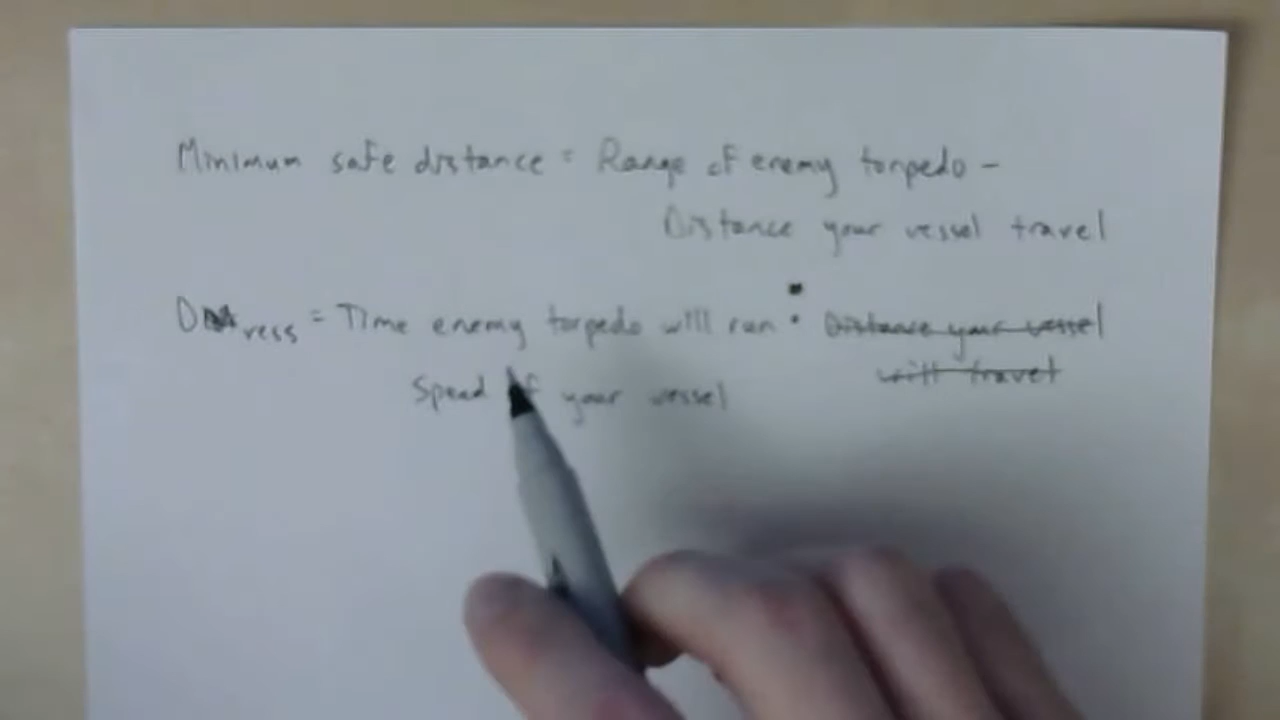 Minimum safe distance = Range of enemy torpedo -
Distance your vessel travel
D vess = Time enemy torpedo will run · Distance your vessel
will travel
Speed of your vessel